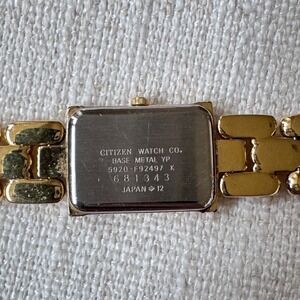 CITIZEN WATCH CO.
BASE METAL YP
5920-F92497 K
681343
JAPAN 12